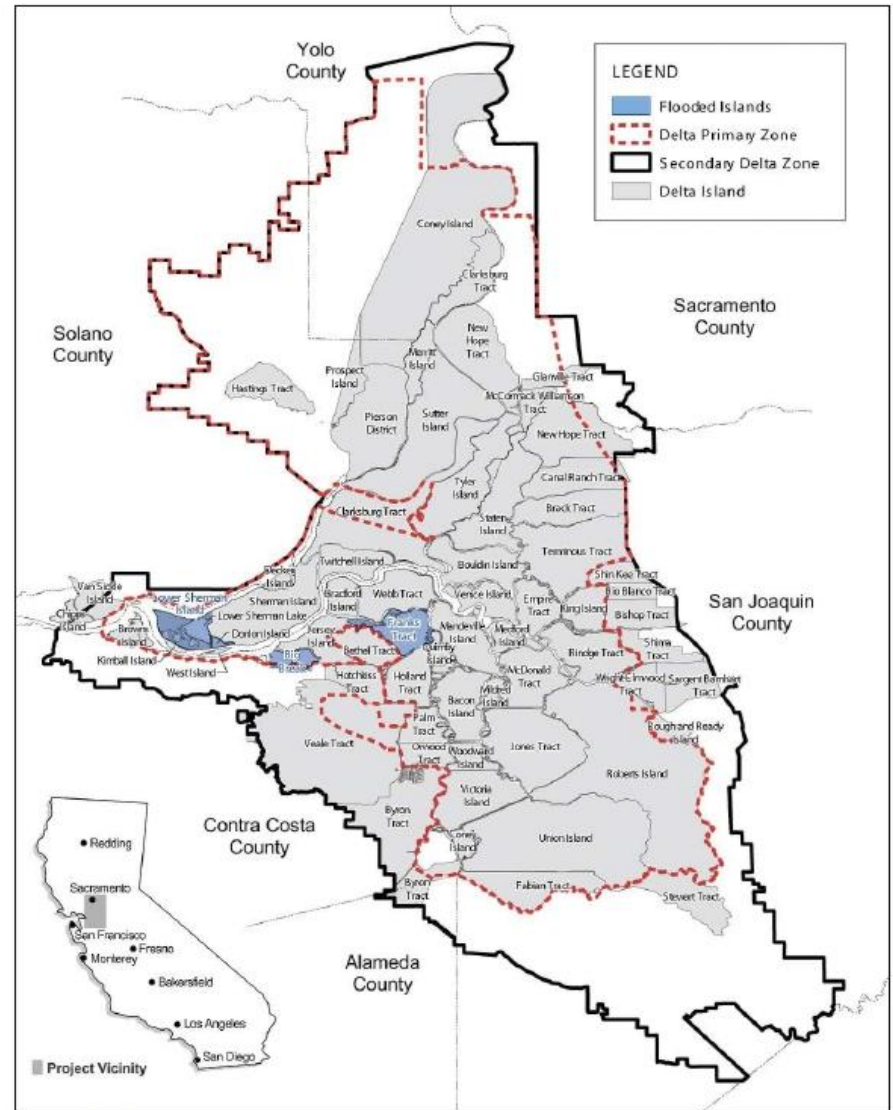 Yolo
County
LEGEND
Flooded Islands
Delta Primary Zone
Secondary Delta Zone
Delta Island
Coney Island
Clarksburg
Tract
Sacramento
County
Solano
County
New
Hope
Tract
Merritt
Island
Prospect
Island
Glanville Tract
Hastings Tract
McCormack Williamson
Tract
Pierson
District
Sutter
Island
New Hope Tract
Canal Ranch Tract
Tyler
Island
Clarksburg Tract
Brack Tract
Staten
Island
Terminous Tract
Bouldin Island
Twitchell Island
Decker
Island
Shin Kee Tract
Van Sickle
Island
Lower Sherman
Island
Sherman Island
Bradford
Island
Webb Tract
Venice Island
Empire
Tract
Rio Blanco Tract
King Island
Bishop Tract
San Joaquin
County
Chipps
Island
Browns
Island
Lower Sherman Lake
Donlon Island
Jersey
Island
Franks
Tract
Mandeville
Island
Medford
Island
Shima
Tract
Kimball Island
West Island
Big
Break
Bethel Tract
Quimby
Island
Rindge Tract
McDonald
Tract
Hotchkiss
Tract
Holland
Tract
Mildred
Island
Wright-Elmwood
Tract
Sargent Barnhart
Tract
Bacon
Island
Palm
Tract
Rough and Ready
Island
Veale Tract
Orwood
Tract
Woodward
Island
Jones Tract
Roberts Island
Victoria
Island
Byron
Tract
Contra Costa
County
Coney
Island
Union Island
Byron
Tract
Fabian Tract
Stewart Tract
Alameda
County
Redding
Sacramento
San Francisco
Fresno
Monterey
Bakersfield
Los Angeles
San Diego
Project Vicinity